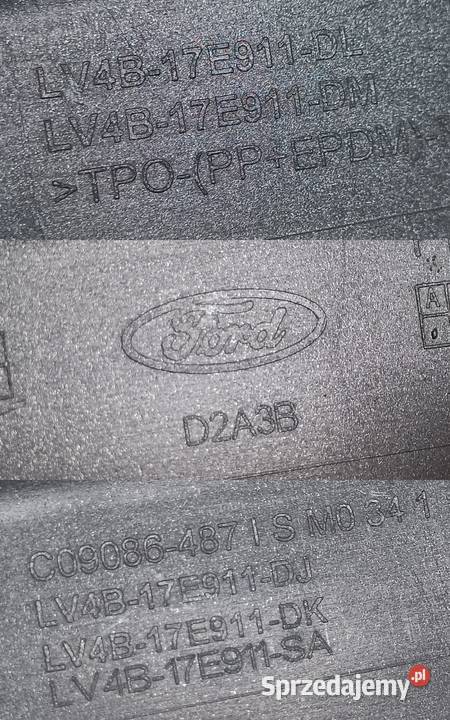 LV4B-17E911-DL
LV4B-17E911-DM
>TPO-(PP+EPDM)-
Ford
A
D2A3B
C09086-487 I S M0 34 1
LV4B-17E911-DJ
LV4B-17E911-DK
LV4B-17E911-SA
Sprzedajemy.pl